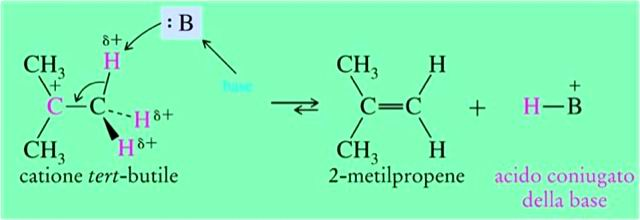 :B
δ+
CH₃ H H
CH₃
+
C—C base C=C + H—B
+
H δ+
H δ+
CH₃ CH₃ H
catione tert-butile
2-metilpropene
acido coniugato
della base